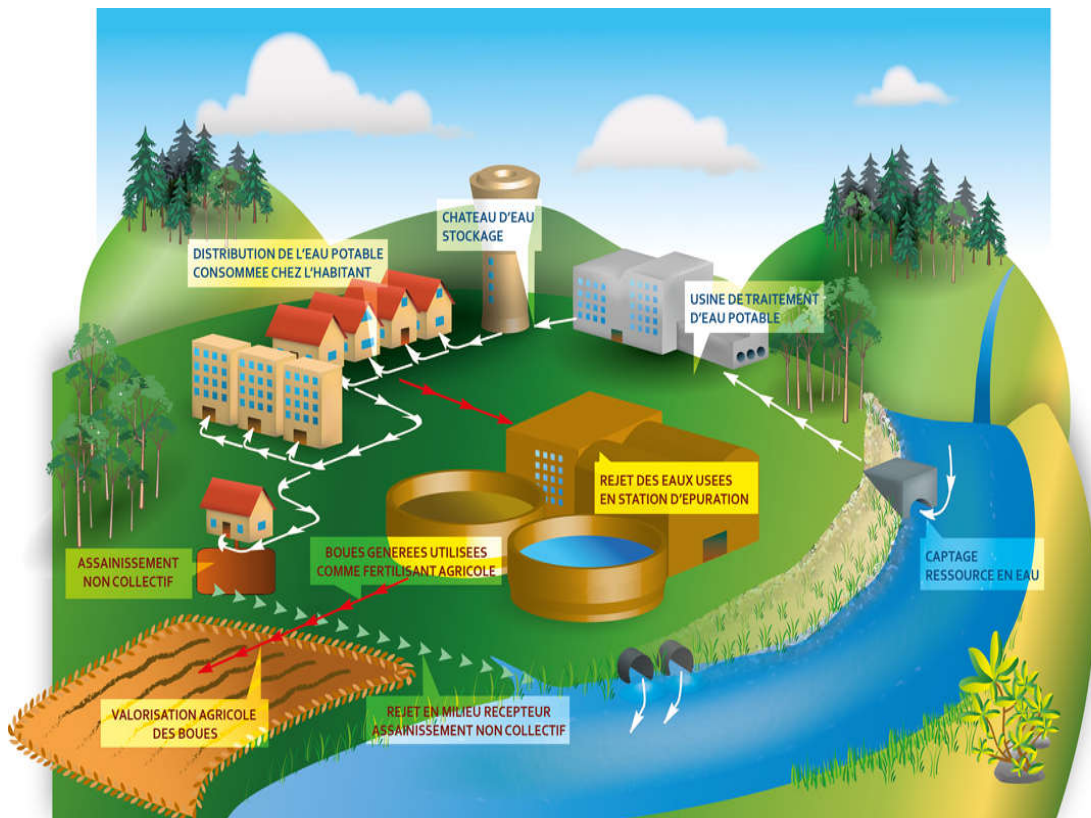 CHATEAU D'EAU
STOCKAGE
DISTRIBUTION DE L'EAU POTABLE
CONSOMMEE CHEZ L'HABITANT
USINE DE TRAITEMENT
D'EAU POTABLE
REJET DES EAUX USEES
EN STATION D'EPURATION
ASSAINISSEMENT
NON COLLECTIF
BOUES GENEREES UTILISEES
COMME FERTILISANT AGRICOLE
CAPTAGE
RESSOURCE EN EAU
VALORISATION AGRICOLE
DES BOUES
REJET EN MILIEU RECEPTEUR
ASSAINISSEMENT NON COLLECTIF